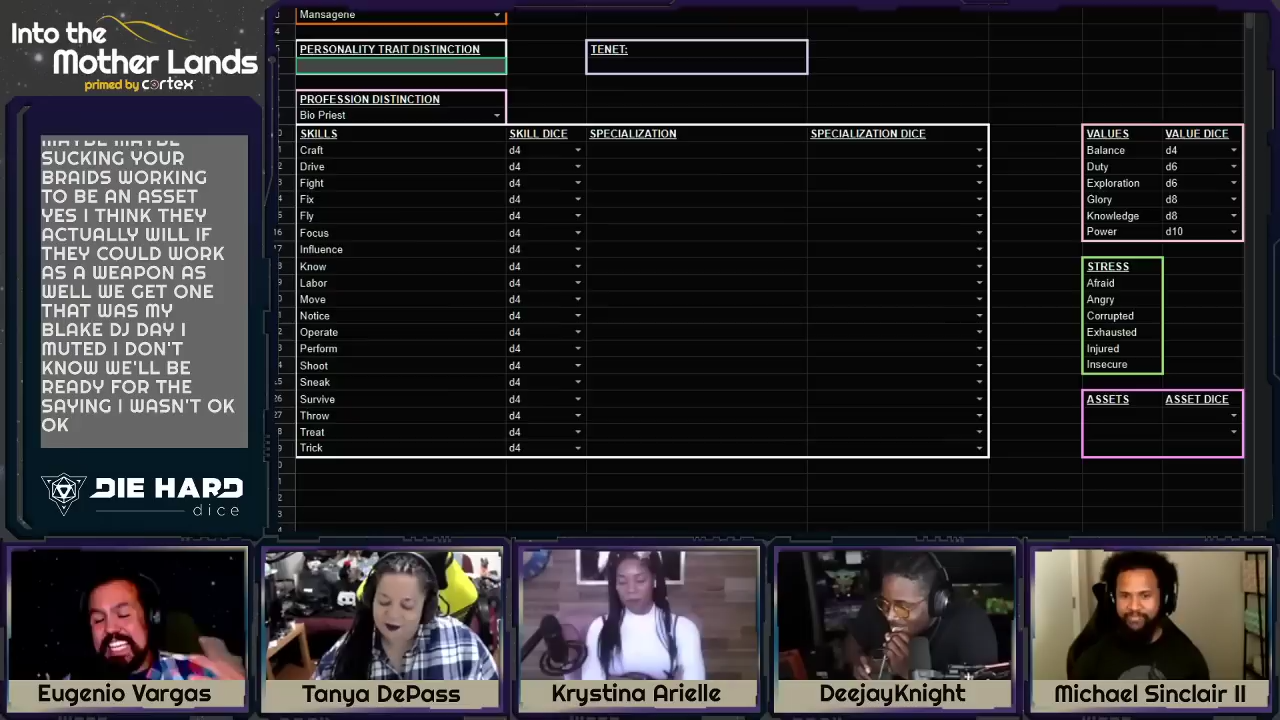 Into the
Mother Lands
primed by cortex
MAYBE MAYBE
SUCKING YOUR
BRAIDS WORKING
TO BE AN ASSET
YES I THINK THEY
ACTUALLY WILL IF
THEY COULD WORK
AS A WEAPON AS
WELL WE GET ONE
THAT WAS MY
BLAKE DJ DAY I
MUTED I DON'T
KNOW WE'LL BE
READY FOR THE
SAYING I WASN'T OK
OK
DIE HARD
dice
Mansagene
PERSONALITY TRAIT DISTINCTION
TENET:
PROFESSION DISTINCTION
Bio Priest
SKILLS SKILL DICE SPECIALIZATION SPECIALIZATION DICE
Craft d4
Drive d4
Fight d4
Fix d4
Fly d4
Focus d4
Influence d4
Know d4
Labor d4
Move d4
Notice d4
Operate d4
Perform d4
Shoot d4
Sneak d4
Survive d4
Throw d4
Treat d4
Trick d4
VALUES VALUE DICE
Balance d4
Duty d6
Exploration d6
Glory d8
Knowledge d8
Power d10
STRESS
Afraid
Angry
Corrupted
Exhausted
Injured
Insecure
ASSETS ASSET DICE
Eugenio Vargas
Tanya DePass
Krystina Arielle
DeejayKnight
Michael Sinclair II